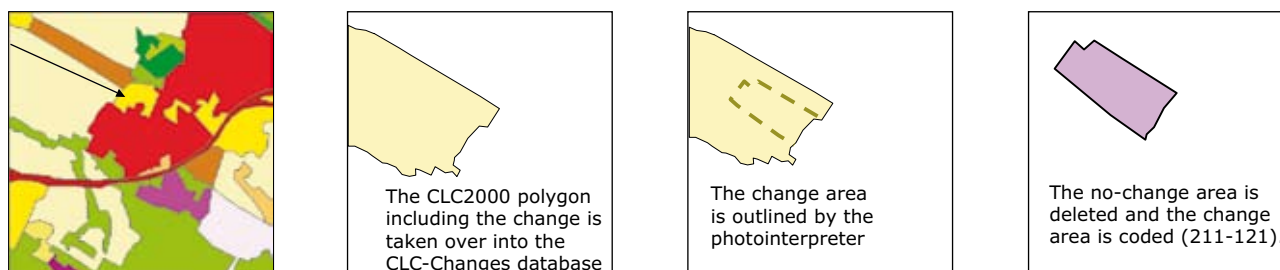 The CLC2000 polygon
including the change is
taken over into the
CLC-Changes database
The change area
is outlined by the
photointerpreter
The no-change area is
deleted and the change
area is coded (211-121).